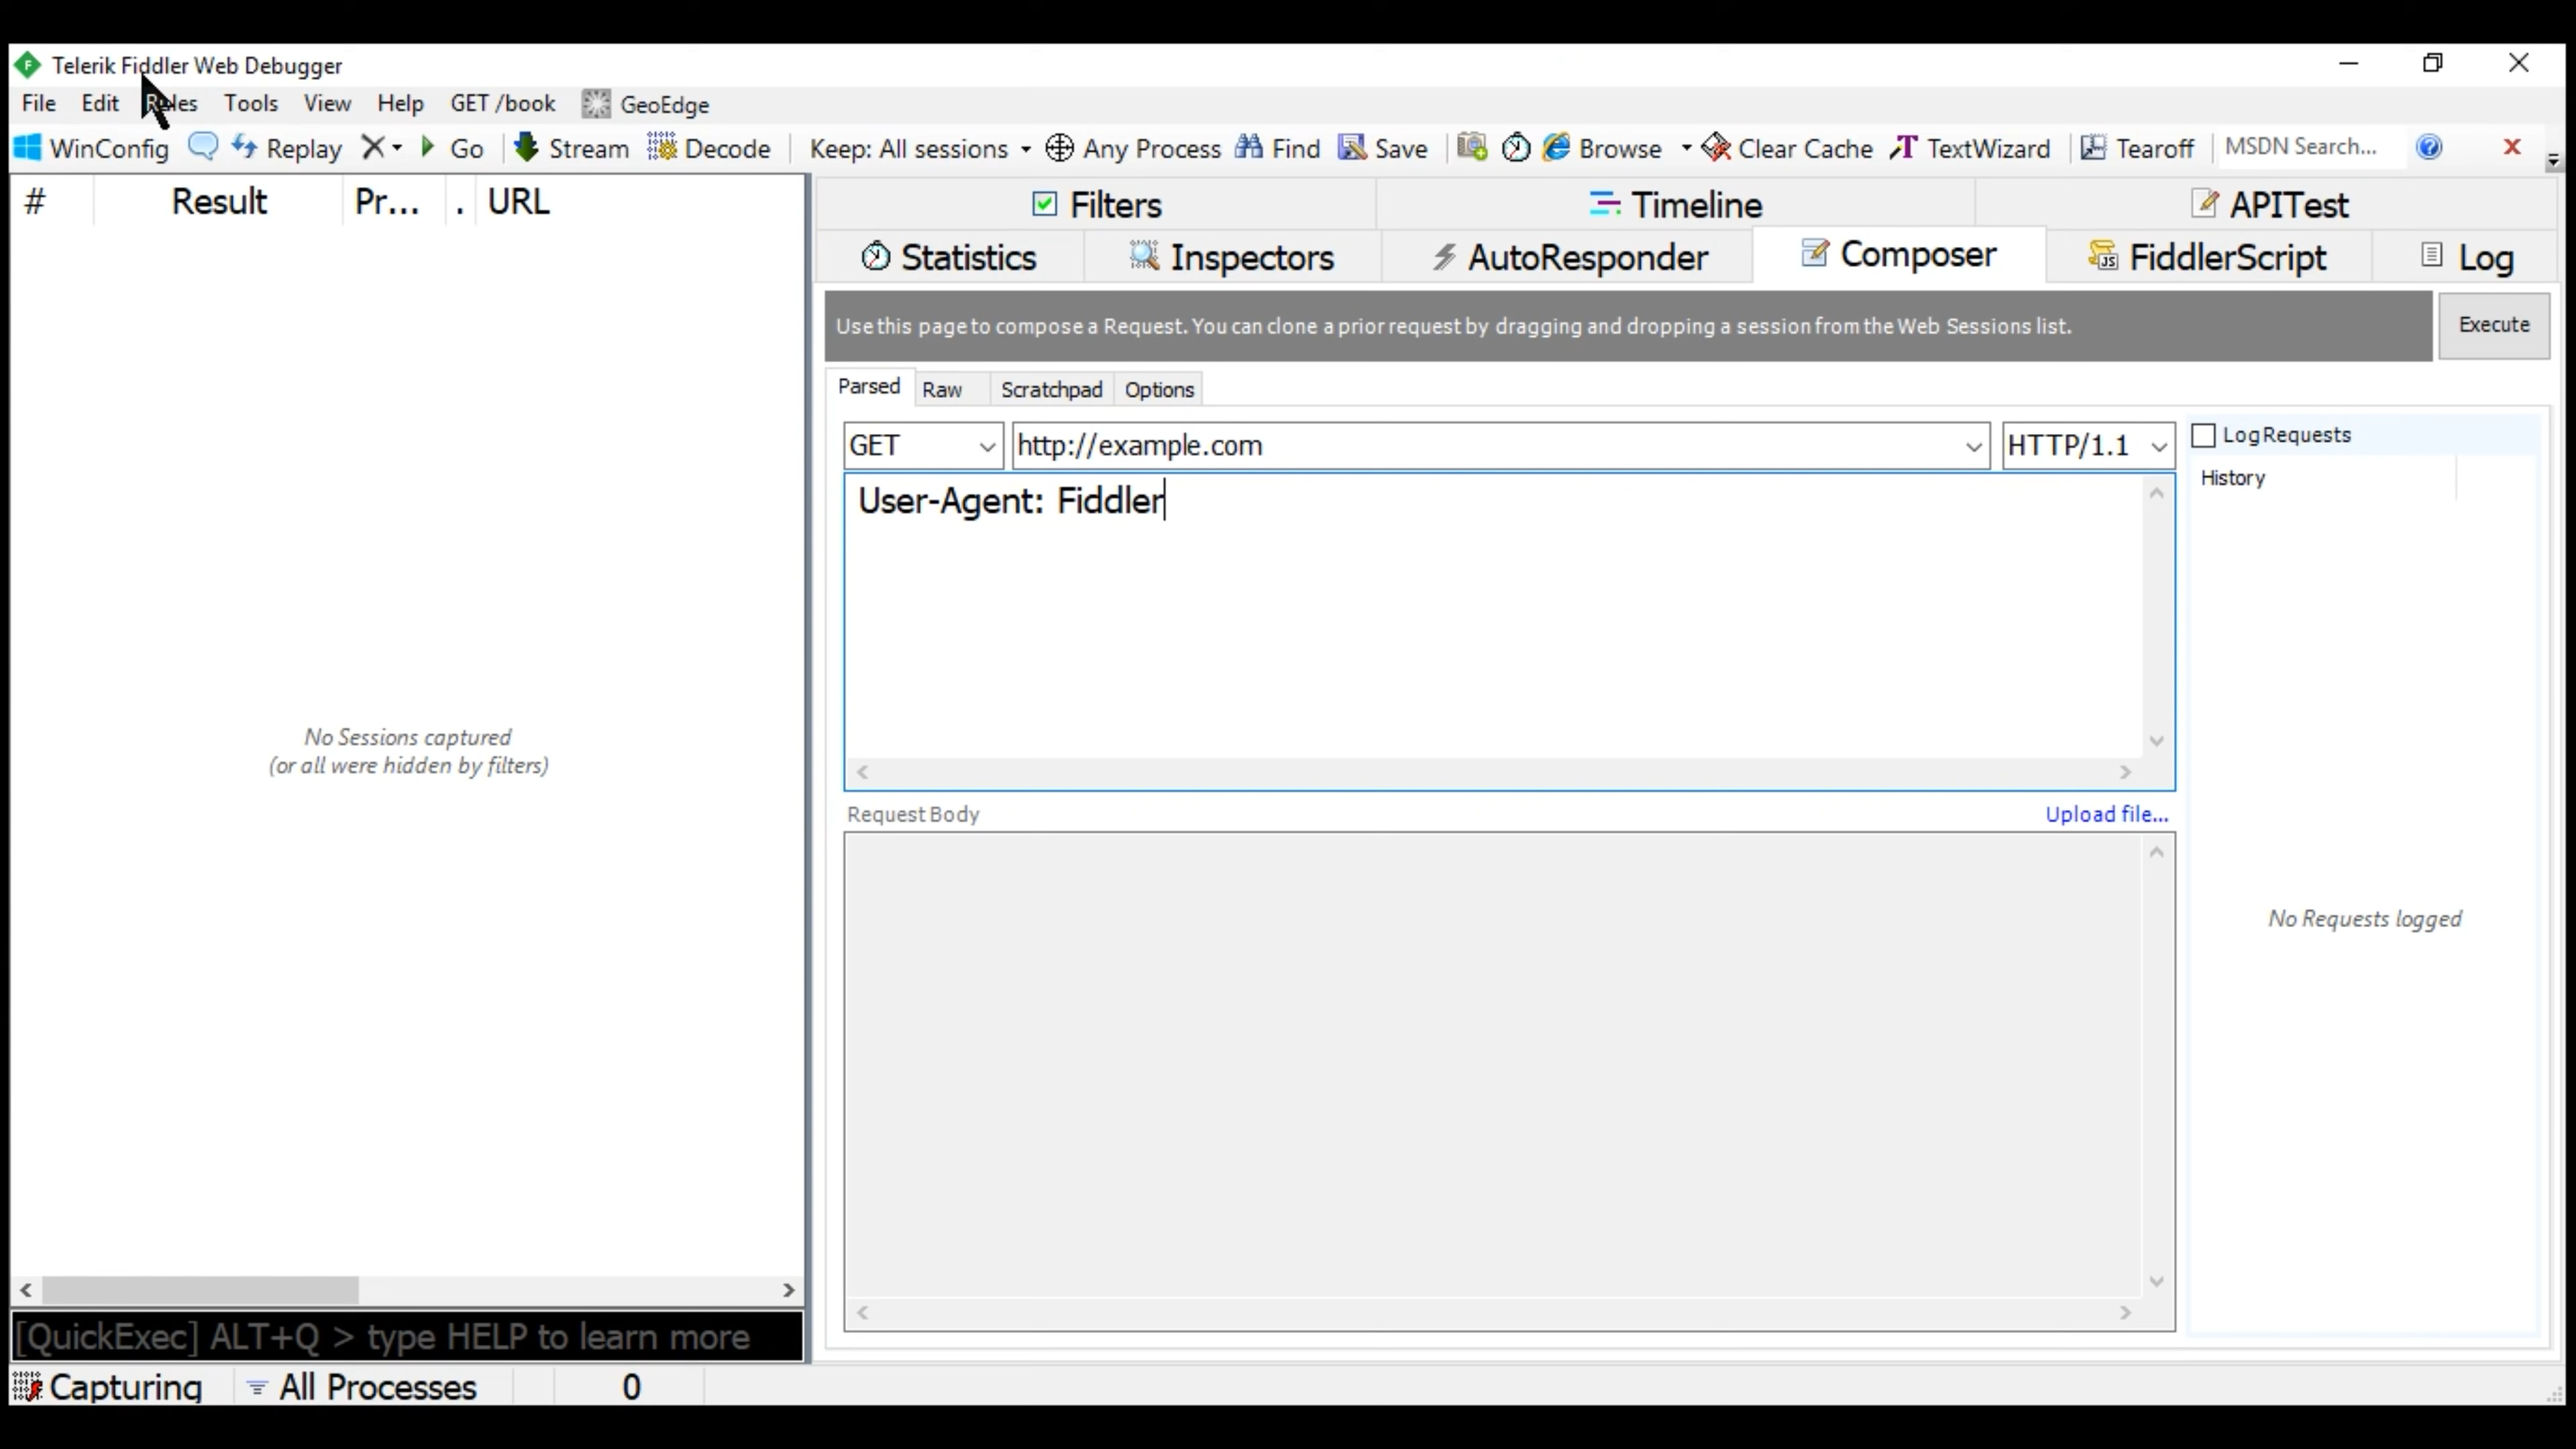 Telerik Fiddler Web Debugger
File Edit Rules Tools View Help GET /book GeoEdge
WinConfig Replay Go Stream Decode Keep: All sessions Any Process Find Save Browse Clear Cache TextWizard Tearoff MSDN Search...
# Result Pr... . URL
Filters Timeline APITest
Statistics Inspectors AutoResponder Composer FiddlerScript Log
Use this page to compose a Request. You can clone a prior request by dragging and dropping a session from the Web Sessions list.
Execute
Parsed Raw Scratchpad Options
GET http://example.com HTTP/1.1
Log Requests
History
User-Agent: Fiddler
No Sessions captured
(or all were hidden by filters)
Request Body Upload file...
No Requests logged
[QuickExec] ALT+Q > type HELP to learn more
Capturing All Processes 0